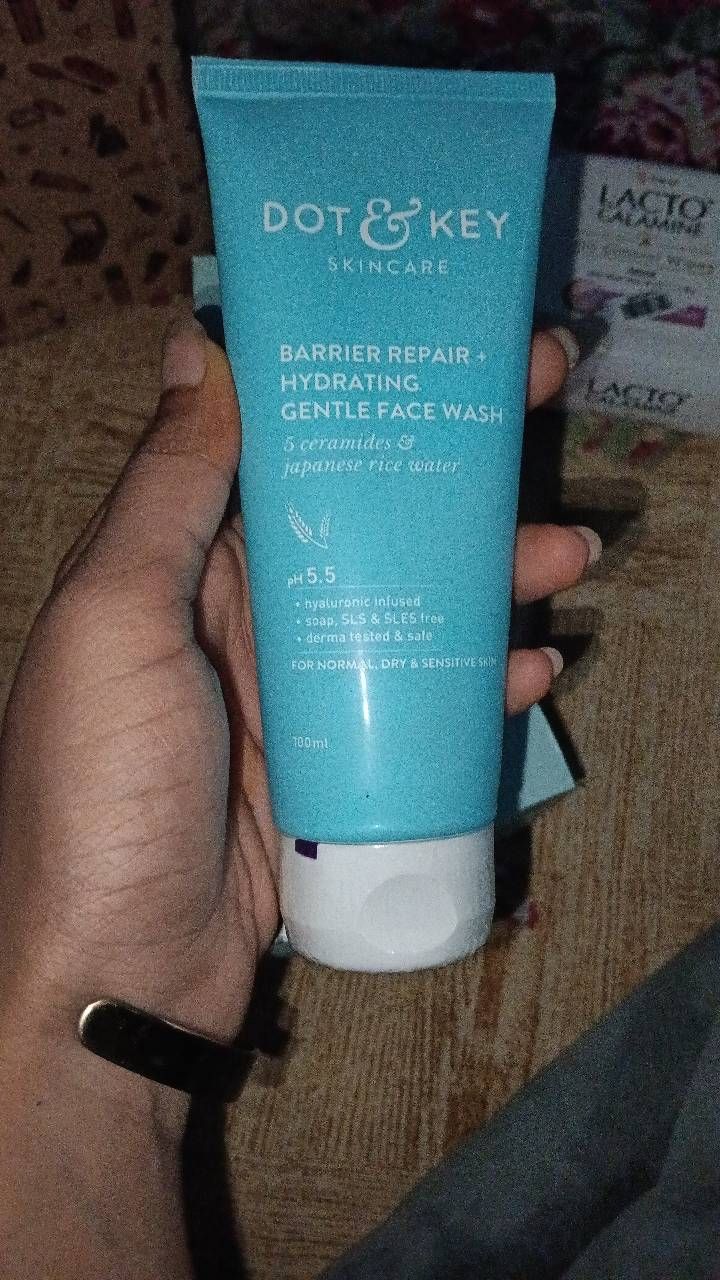 DOT & KEY
SKINCARE
BARRIER REPAIR +
HYDRATING
GENTLE FACE WASH
5 ceramides &
japanese rice water
pH 5.5
• hyaluronic infused
• soap, SLS & SLES free
• derma tested & safe
FOR NORMAL, DRY & SENSITIVE SKIN
100ml
LACTO
CALAMINE
LACTO
CALAMINE